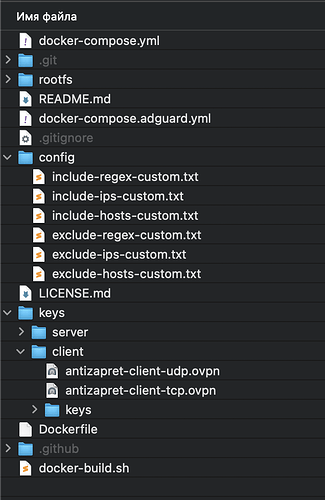 Имя файла
docker-compose.yml
.git
rootfs
README.md
docker-compose.adguard.yml
.gitignore
config
include-regex-custom.txt
include-ips-custom.txt
include-hosts-custom.txt
exclude-regex-custom.txt
exclude-ips-custom.txt
exclude-hosts-custom.txt
LICENSE.md
keys
server
client
antizapret-client-udp.ovpn
antizapret-client-tcp.ovpn
keys
Dockerfile
.github
docker-build.sh